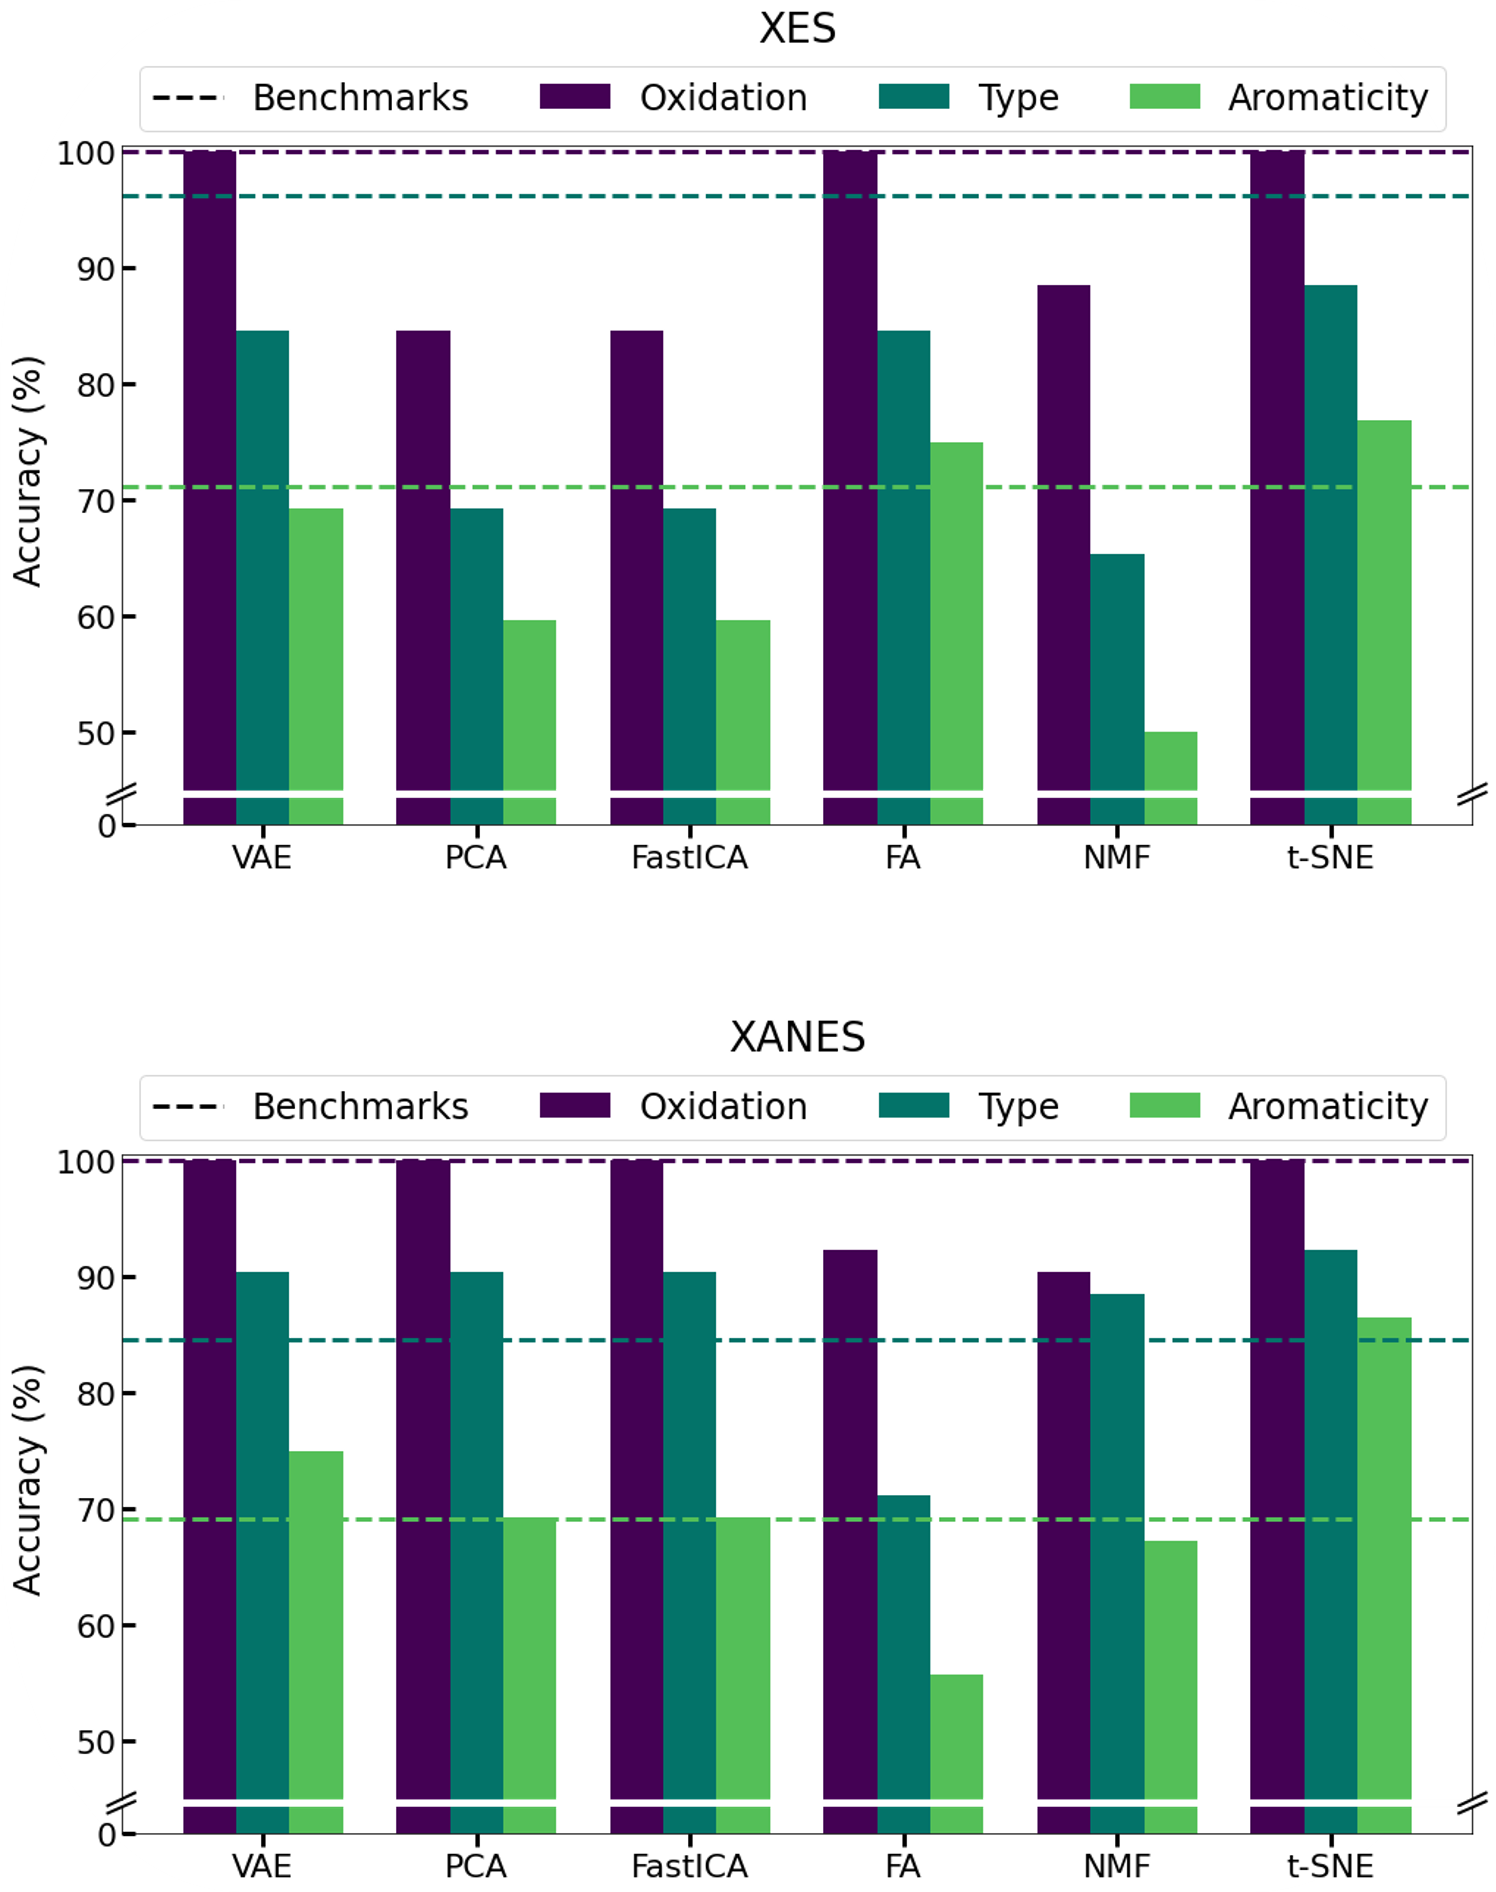 XES
Benchmarks Oxidation Type Aromaticity
100
90
80
70
60
50
0
Accuracy (%)
VAE PCA FastICA FA NMF t-SNE
XANES
Benchmarks Oxidation Type Aromaticity
100
90
80
70
60
50
0
Accuracy (%)
VAE PCA FastICA FA NMF t-SNE